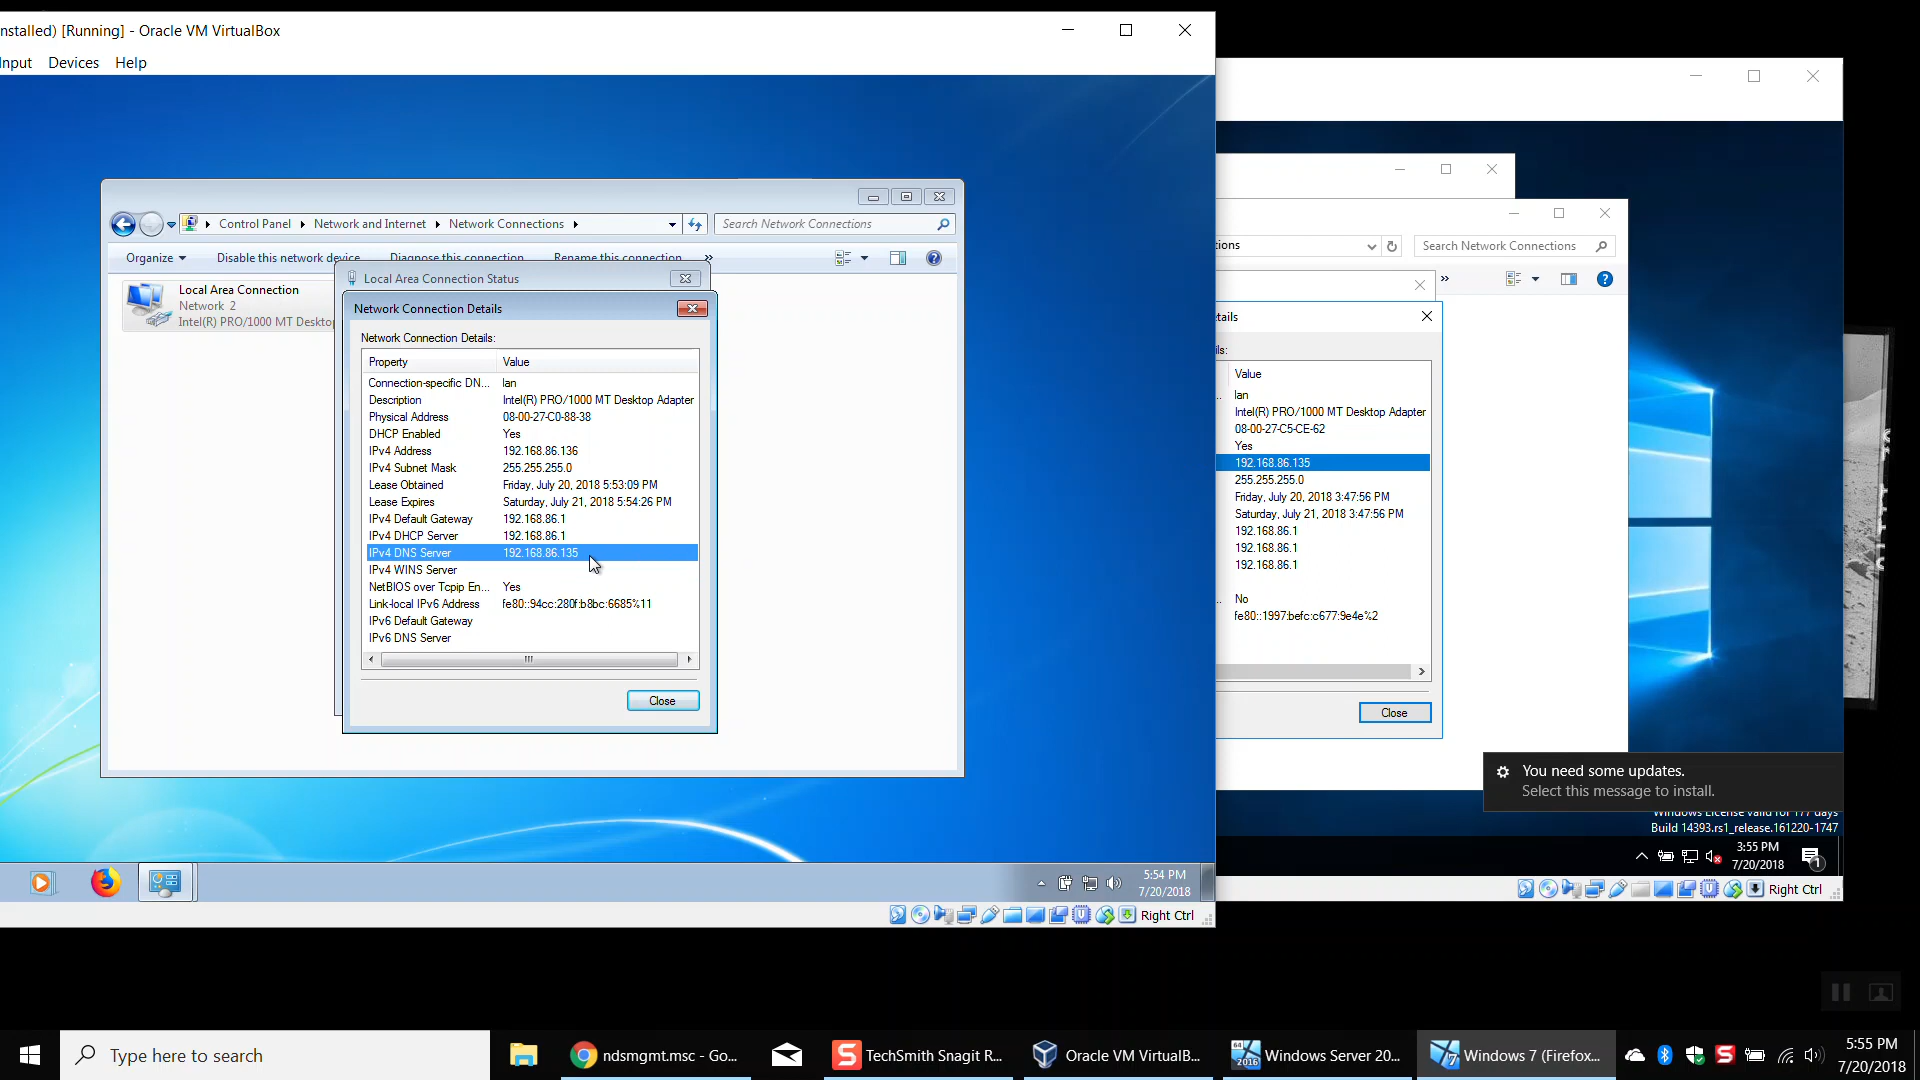 nstalled) [Running] - Oracle VM VirtualBox
Input Devices Help
Control Panel Network and Internet Network Connections Search Network Connections
Organize Disable this network device Diagnose this connection Rename this connection »
Local Area Connection
Network 2
Intel(R) PRO/1000 MT Desktop
Local Area Connection Status
Network Connection Details
Network Connection Details:
Property Value
Connection-specific DN... lan
Description Intel(R) PRO/1000 MT Desktop Adapter
Physical Address 08-00-27-C0-88-38
DHCP Enabled Yes
IPv4 Address 192.168.86.136
IPv4 Subnet Mask 255.255.255.0
Lease Obtained Friday, July 20, 2018 5:53:09 PM
Lease Expires Saturday, July 21, 2018 5:54:26 PM
IPv4 Default Gateway 192.168.86.1
IPv4 DHCP Server 192.168.86.1
IPv4 DNS Server 192.168.86.135
IPv4 WINS Server
NetBIOS over Tcpip En... Yes
Link-local IPv6 Address fe80::94cc:280f:b8bc:6685%11
IPv6 Default Gateway
IPv6 DNS Server
Close
5:54 PM
7/20/2018
Right Ctrl
tions Search Network Connections
»
etails
ils:
Value
lan
Intel(R) PRO/1000 MT Desktop Adapter
08-00-27-C5-CE-62
Yes
192.168.86.135
255.255.255.0
Friday, July 20, 2018 3:47:56 PM
Saturday, July 21, 2018 3:47:56 PM
192.168.86.1
192.168.86.1
192.168.86.1
No
fe80::1997:befc:c677:9e4e%2
Close
You need some updates.
Select this message to install.
Windows License valid for 177 days
Build 14393.rs1_release.161220-1747
3:55 PM
7/20/2018
1
Right Ctrl
Type here to search
ndsmgmt.msc - Go...
TechSmith Snagit R...
Oracle VM VirtualB...
Windows Server 20...
Windows 7 (Firefox...
5:55 PM
7/20/2018